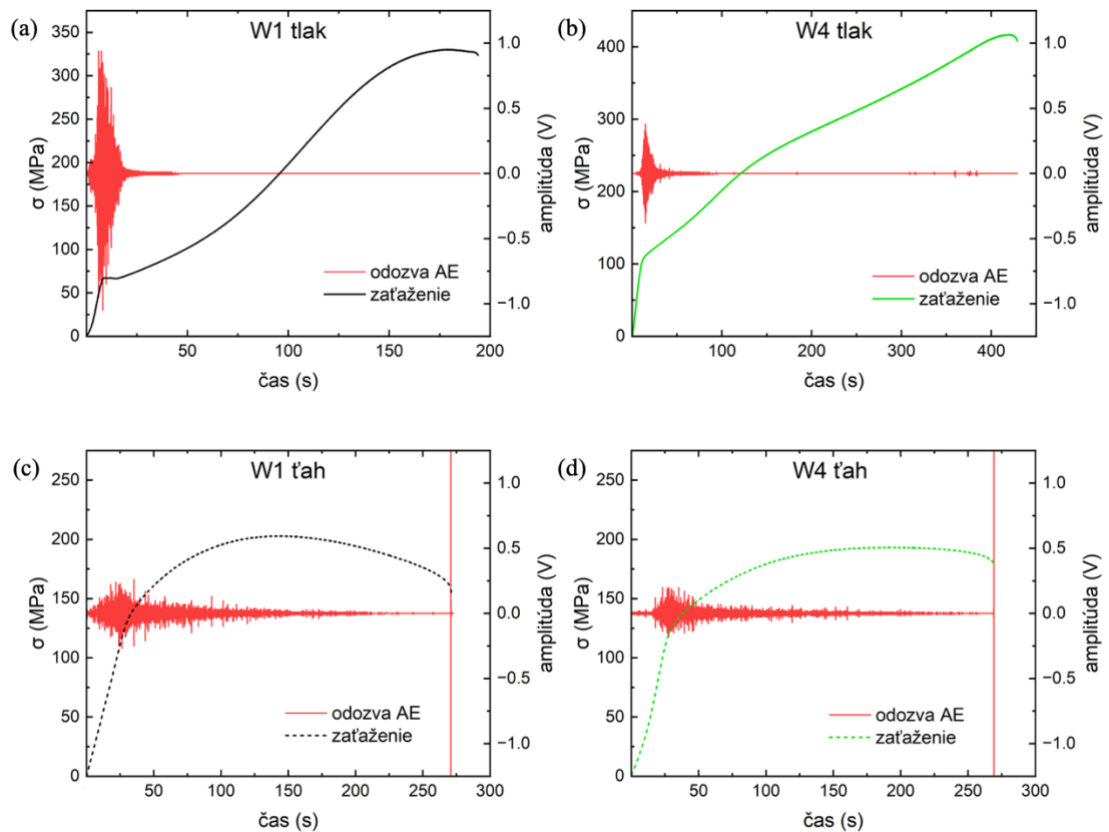 (a)
W1 tlak
350
300
250
200
150
100
50
0
σ (MPa)
1.0
0.5
0.0
−0.5
−1.0
amplitúda (V)
odozva AE
zaťaženie
50
100
150
200
čas (s)
(b)
W4 tlak
400
300
200
100
0
σ (MPa)
1.0
0.5
0.0
−0.5
−1.0
amplitúda (V)
odozva AE
zaťaženie
100
200
300
400
čas (s)
(c)
W1 ťah
250
200
150
100
50
0
σ (MPa)
1.0
0.5
0.0
−0.5
−1.0
amplitúda (V)
odozva AE
zaťaženie
50
100
150
200
250
300
čas (s)
(d)
W4 ťah
250
200
150
100
50
0
σ (MPa)
1.0
0.5
0.0
−0.5
−1.0
amplitúda (V)
odozva AE
zaťaženie
50
100
150
200
250
300
čas (s)